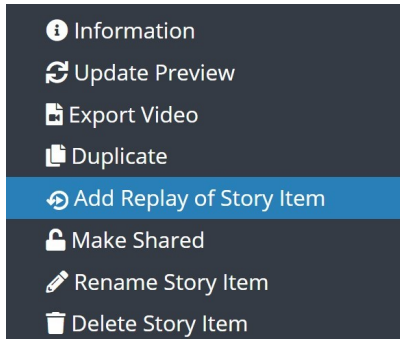 Information
Update Preview
Export Video
Duplicate
Add Replay of Story Item
Make Shared
Rename Story Item
Delete Story Item